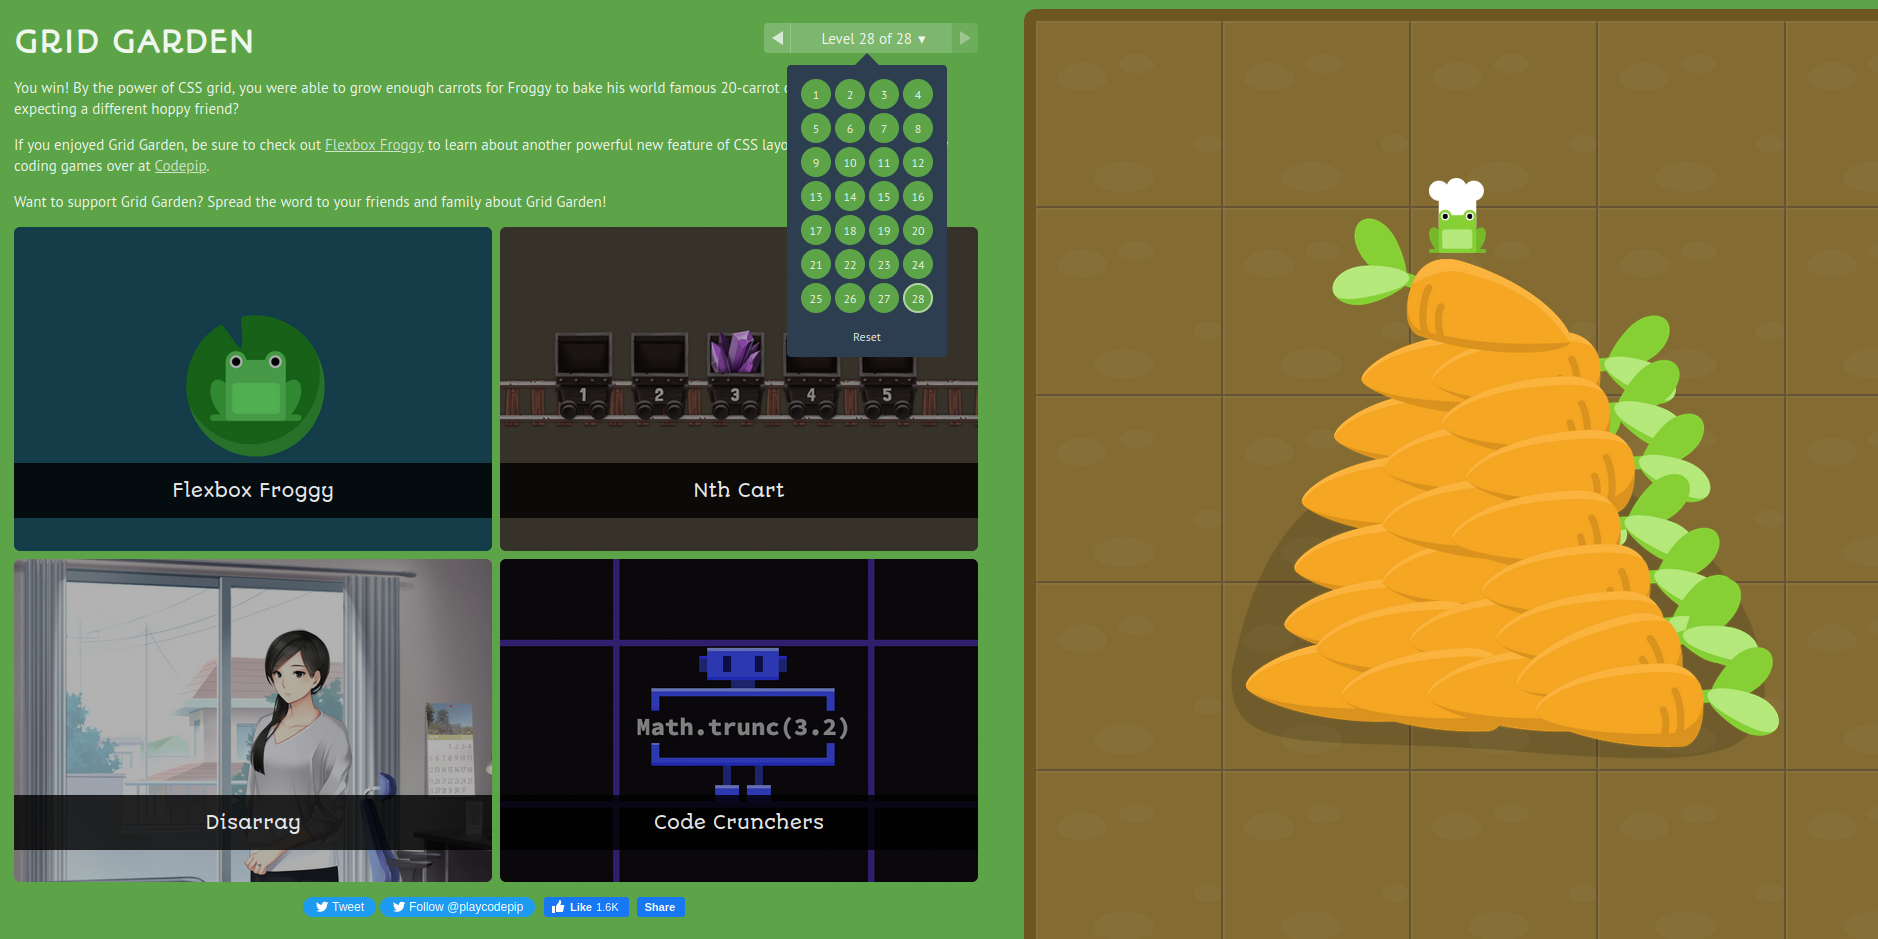 GRID GARDEN
Level 28 of 28 ▾
You win! By the power of CSS grid, you were able to grow enough carrots for Froggy to bake his world famous 20-carrot
expecting a different hoppy friend?
If you enjoyed Grid Garden, be sure to check out Flexbox Froggy to learn about another powerful new feature of CSS
coding games over at Codepip.
Want to support Grid Garden? Spread the word to your friends and family about Grid Garden!
1 2 3 4
5 6 7 8
9 10 11 12
13 14 15 16
17 18 19 20
21 22 23 24
25 26 27 28
Reset
Flexbox Froggy
1 2 3 4 5
Nth Cart
Disarray
Math.trunc(3.2)
Code Crunchers
Tweet
Follow @playcodepip
Like 1.6K
Share